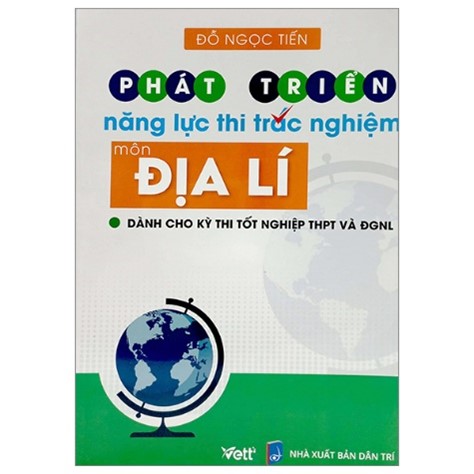 ĐỖ NGỌC TIẾN
PHÁT TRIỂN
năng lực thi trắc nghiệm
môn
ĐỊA LÍ
DÀNH CHO KỲ THI TỐT NGHIỆP THPT VÀ ĐGNL
vett
NHÀ XUẤT BẢN DÂN TRÍ